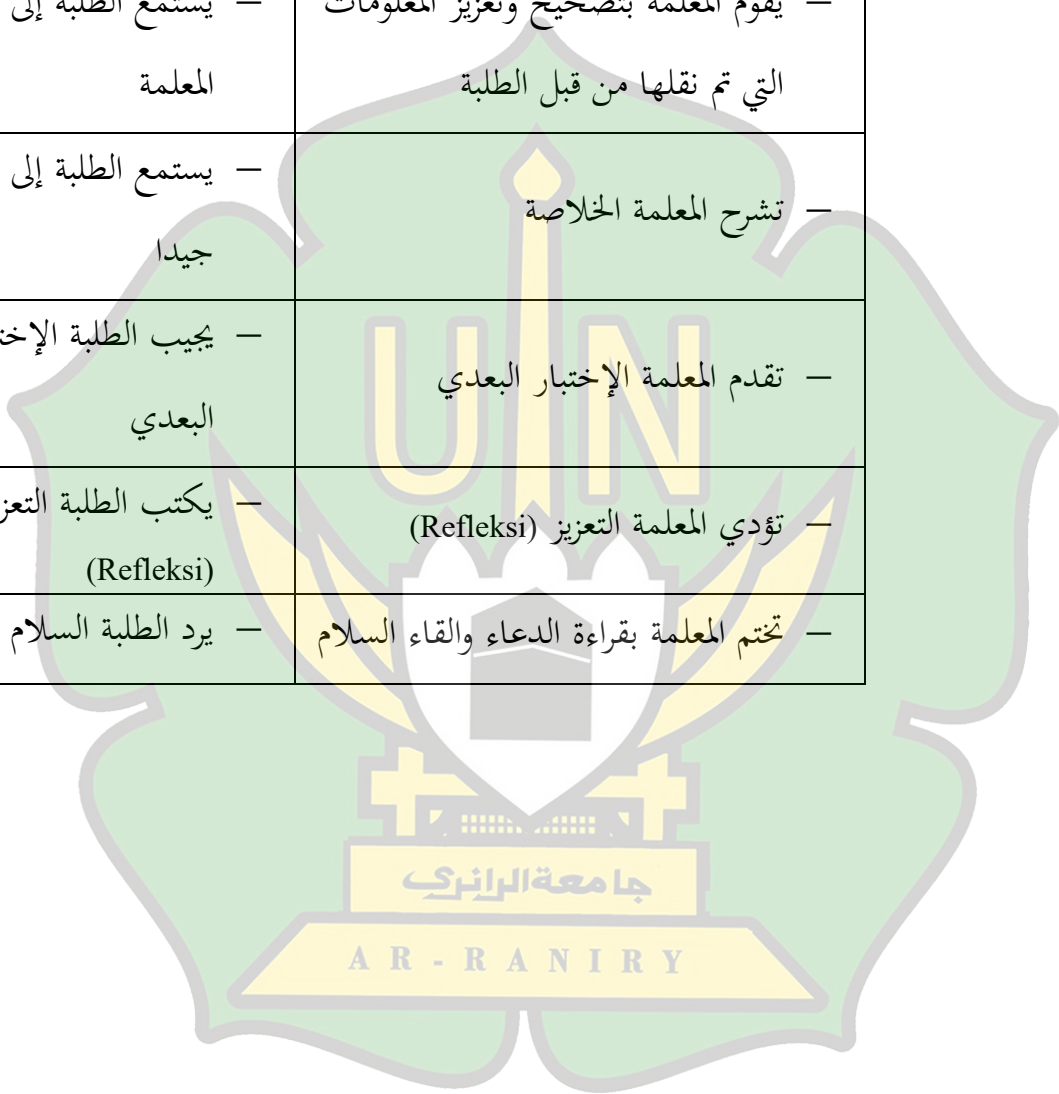 – يقوم المعلمة بتصحيح وتعزيز المعلومات
التي تم نقلها من قبل الطلبة
– يستمع الطلبة إلى
المعلمة
– تشرح المعلمة الخلاصة
– يستمع الطلبة إلى
جيدا
– تقدم المعلمة الإختبار البعدي
– يجيب الطلبة
البعدي
– تؤدي المعلمة التعزيز (Refleksi)
– يكتب الطلبة
(Refleksi)
– تختم المعلمة بقراءة الدعاء والقاء السلام
– يرد الطلبة السلام
UIN
جامعة الرانري
AR-RANIRY